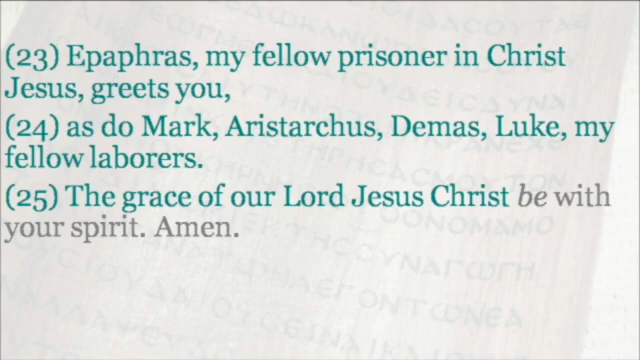 (23) Epaphras, my fellow prisoner in Christ
Jesus, greets you,
(24) as do Mark, Aristarchus, Demas, Luke, my
fellow laborers.
(25) The grace of our Lord Jesus Christ be with
your spirit. Amen.